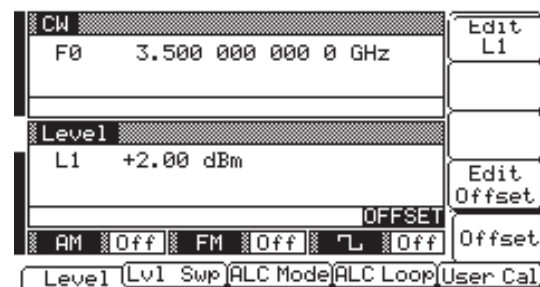 CW
F0 3.500 000 000 0 GHz
Edit
L1
Level
L1 +2.00 dBm
Edit
Offset
OFFSET
AM Off FM Off Off
Offset
Level Lvl Swp ALC Mode ALC Loop User Cal